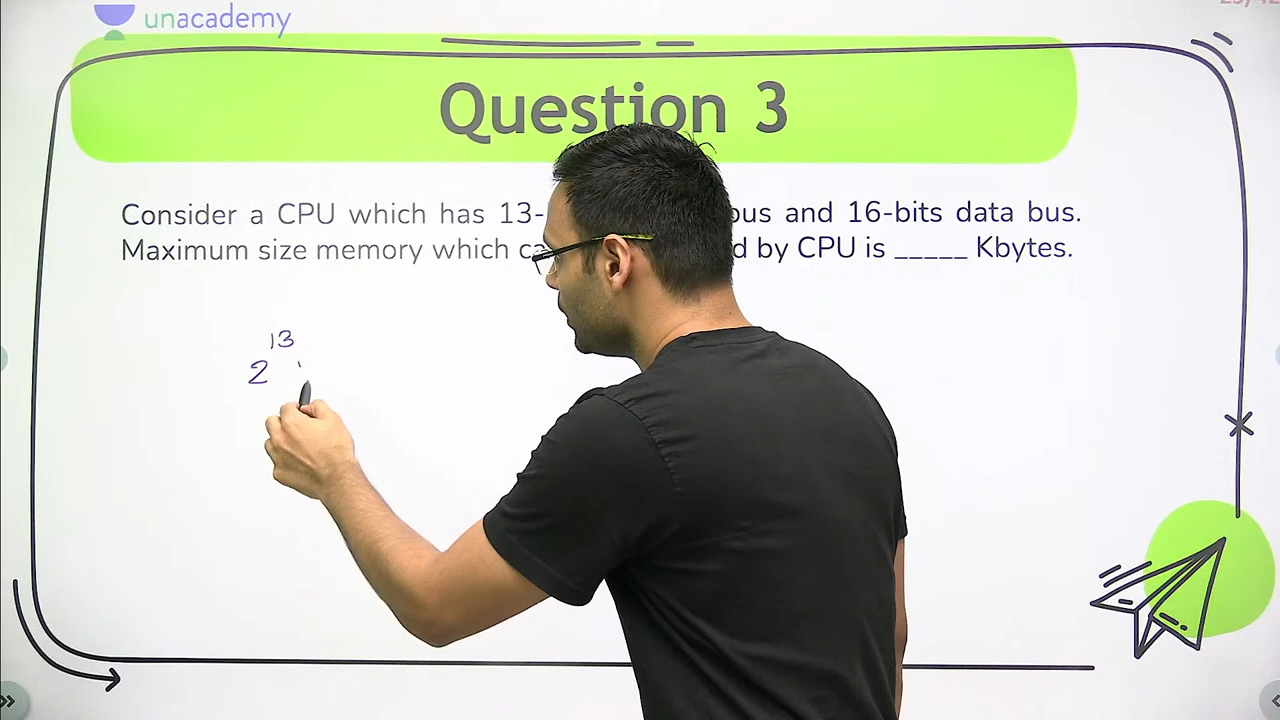 unacademy
Question 3
Consider a CPU which has 13- bus and 16-bits data bus.
Maximum size memory which by CPU is _____ Kbytes.
13
2